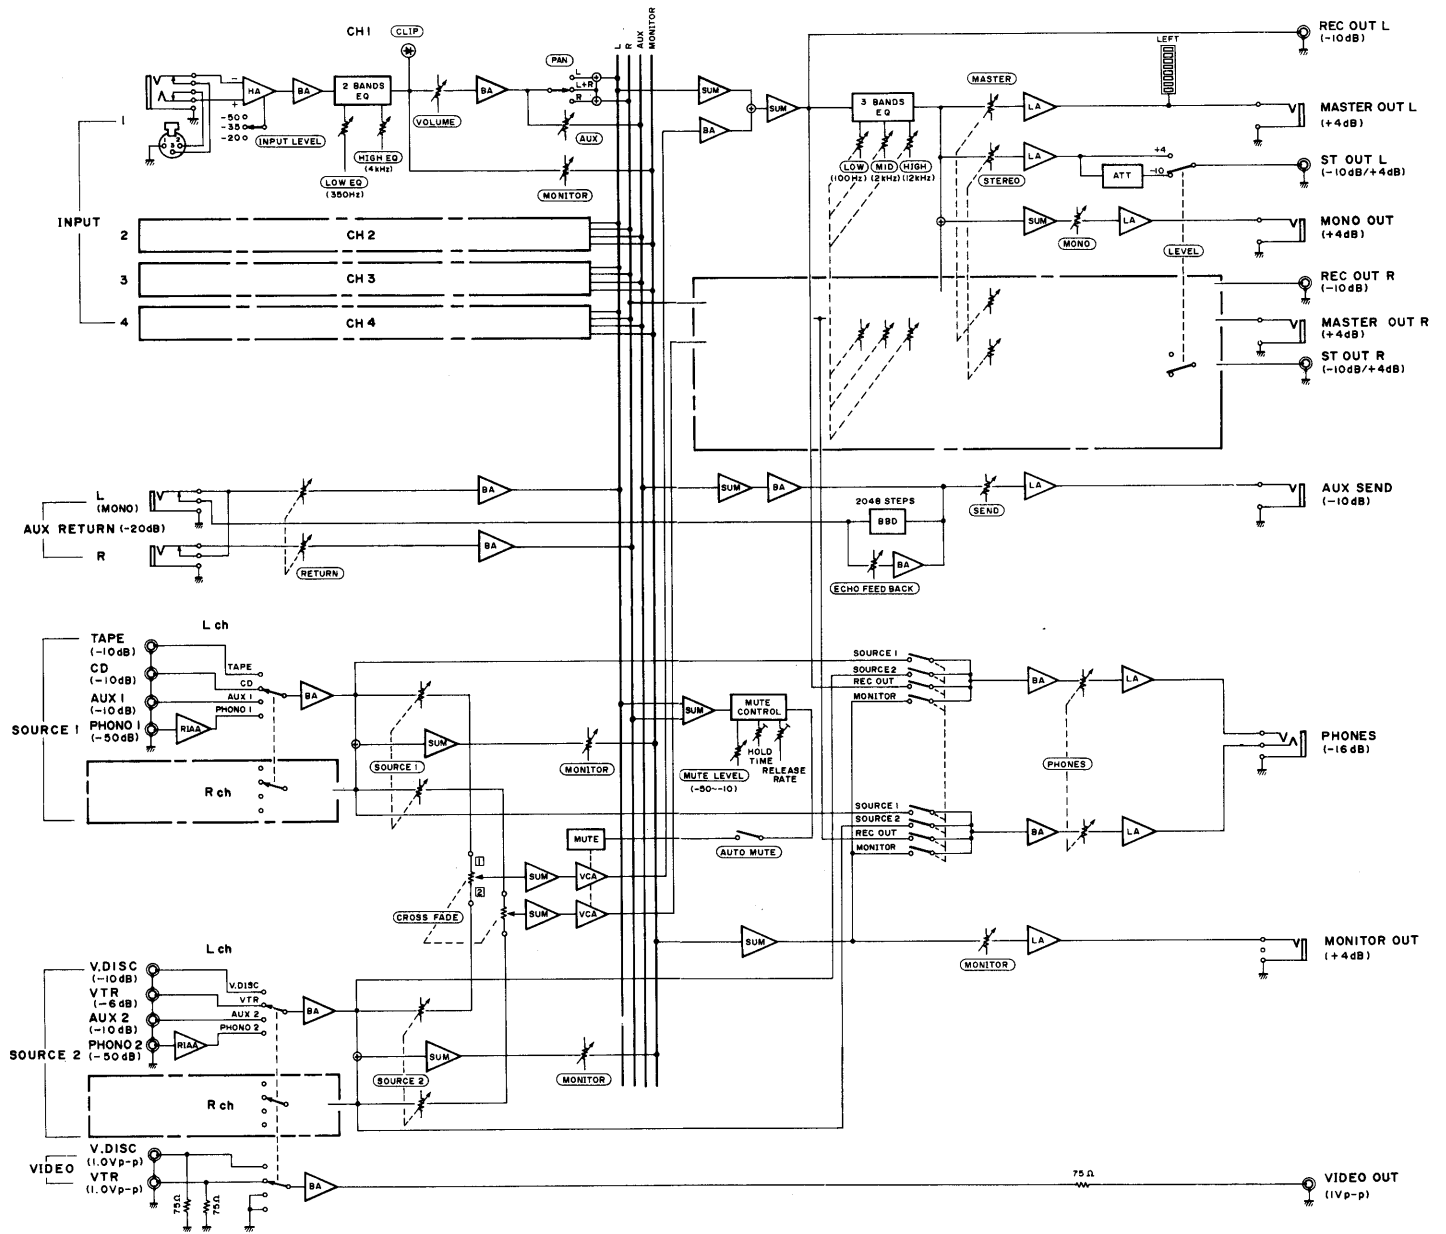 CH1
CLIP
L
R
AUX
MONITOR
REC OUT L
(-10dB)
LEFT
PAN
L
L+R
R
HA
BA
2 BANDS
EQ
BA
SUM
BA
SUM
3 BANDS
EQ
MASTER
LA
MASTER OUT L
(+4dB)
-
+
-50
-35
-20
INPUT LEVEL
VOLUME
AUX
HIGH EQ
(4kHz)
LOW EQ
(350Hz)
MONITOR
LOW
(100Hz)
MID
(2kHz)
HIGH
(12kHz)
STEREO
LA
+4
-10
ATT
ST OUT L
(-10dB/+4dB)
1
INPUT
2
CH2
3
CH3
4
CH4
SUM
MONO
LA
LEVEL
MONO OUT
(+4dB)
REC OUT R
(-10dB)
MASTER OUT R
(+4dB)
ST OUT R
(-10dB/+4dB)
L
(MONO)
AUX RETURN (-20dB)
R
RETURN
BA
BA
SUM
BA
2048 STEPS
BBD
BA
ECHO FEED BACK
SEND
LA
AUX SEND
(-10dB)
L ch
TAPE
(-10dB)
CD
(-10dB)
AUX 1
(-10dB)
PHONO 1
(-50dB)
SOURCE 1
RIAA
TAPE
CD
AUX 1
PHONO 1
BA
R ch
SOURCE 1
SUM
MONITOR
SUM
MUTE
CONTROL
HOLD
TIME
RELEASE
RATE
MUTE LEVEL
(-50~-10)
SOURCE 1
SOURCE 2
REC OUT
MONITOR
SOURCE 1
SOURCE 2
REC OUT
MONITOR
BA
LA
PHONES
BA
LA
PHONES
(-16dB)
MUTE
AUTO MUTE
1
2
CROSS FADE
SUM
VCA
SUM
VCA
SUM
MONITOR
LA
MONITOR OUT
(+4dB)
L ch
V.DISC
(-10dB)
VTR
(-6dB)
AUX 2
(-10dB)
PHONO 2
(-50dB)
SOURCE 2
RIAA
V.DISC
VTR
AUX 2
PHONO 2
BA
R ch
SUM
SOURCE 2
MONITOR
V.DISC
(1.0Vp-p)
VIDEO
VTR
(1.0Vp-p)
75Ω
75Ω
BA
75Ω
VIDEO OUT
(1Vp-p)